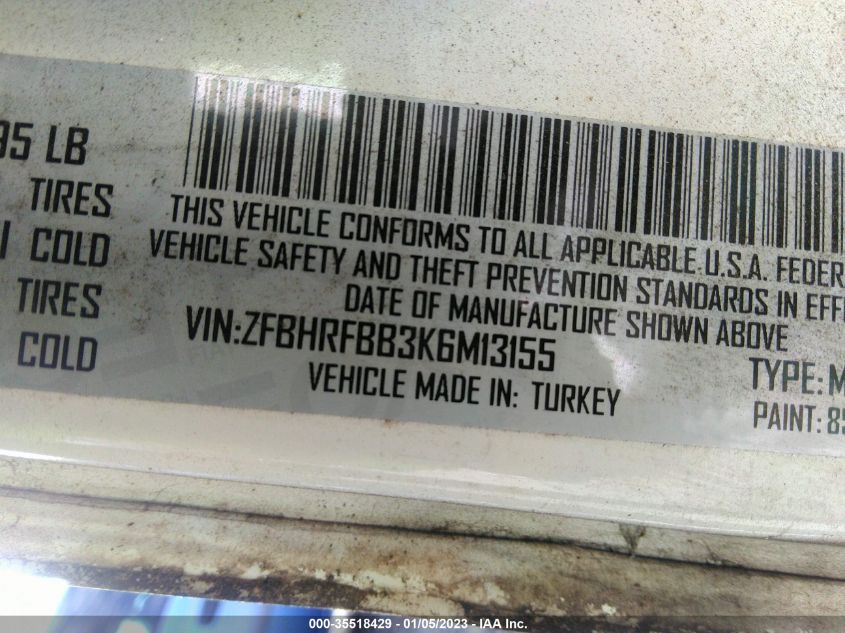 95 LB
TIRES
COLD
TIRES
COLD
THIS VEHICLE CONFORMS TO ALL APPLICABLE U.S.A. FEDER
VEHICLE SAFETY AND THEFT PREVENTION STANDARDS IN EFF
DATE OF MANUFACTURE SHOWN ABOVE
VIN:ZFBHRFBB3K6M13155
VEHICLE MADE IN: TURKEY
TYPE:M
PAINT:85
000-35518429 - 01/05/2023 - IAA Inc.